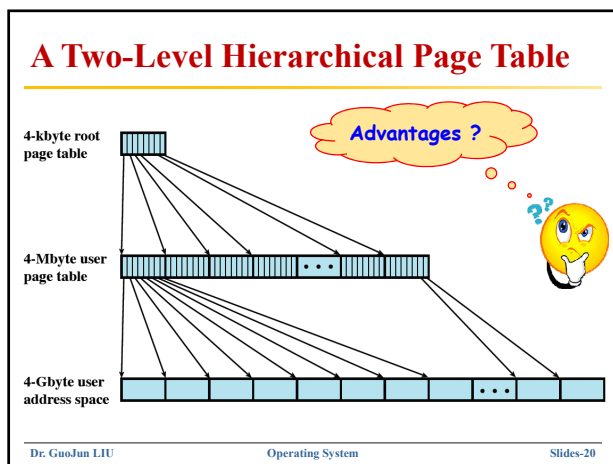 A Two-Level Hierarchical Page Table
Advantages ?
4-kbyte root
page table
??
4-Mbyte user
page table
• • •
4-Gbyte user
address space
• • •
Dr. GuoJun LIU
Operating System
Slides-20